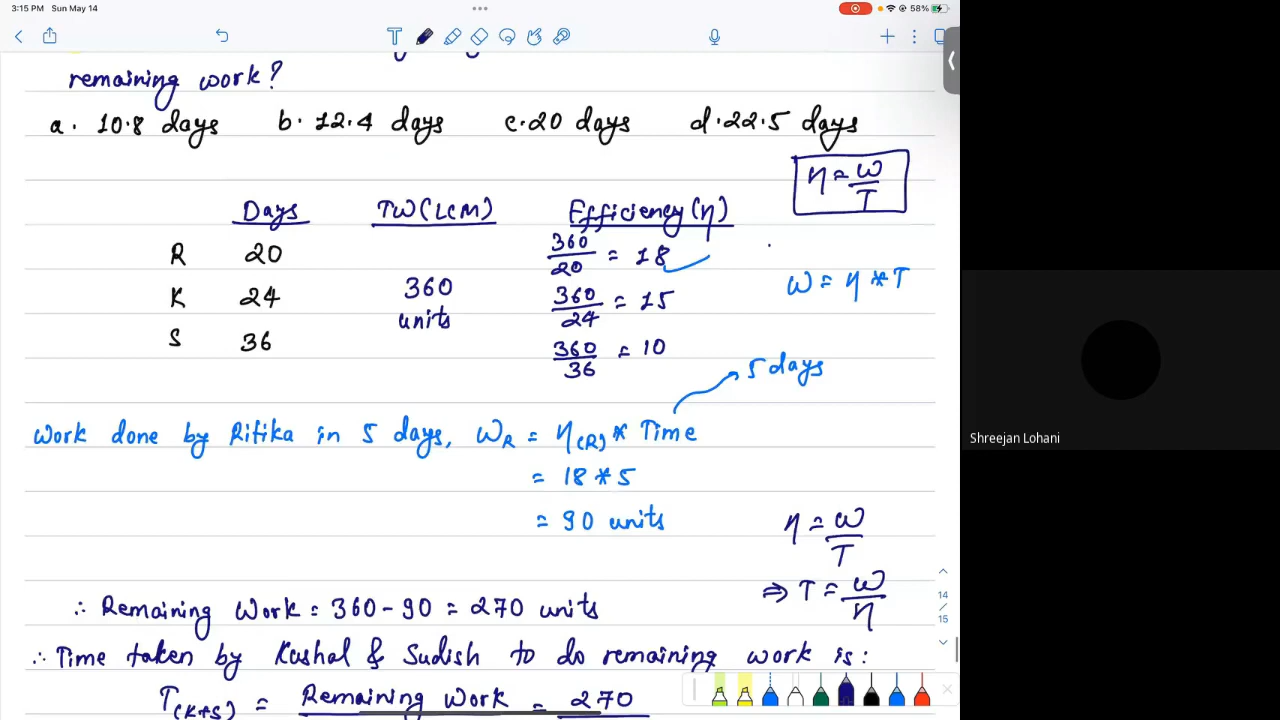 3:15 PM Sun May 14
58%
remaining work?
a. 10.8 days b. 12.4 days c. 20 days d. 22.5 days
η = W/T
Days TW(LCM) Efficiency(η)
R 20 360/20 = 18
W = η * T
K 24 360 units 360/24 = 15
S 36 360/36 = 10
5 days
Work done by Ritika in 5 days, W_R = η(R) * Time
= 18 * 5
= 90 units
η = W/T
∴ Remaining Work = 360 - 90 = 270 units
⇒ T = W/η
∴ Time taken by Kushal & Sudish to do remaining work is:
T(K+S) = Remaining Work = 270
14
/
15
Shreejan Lohani